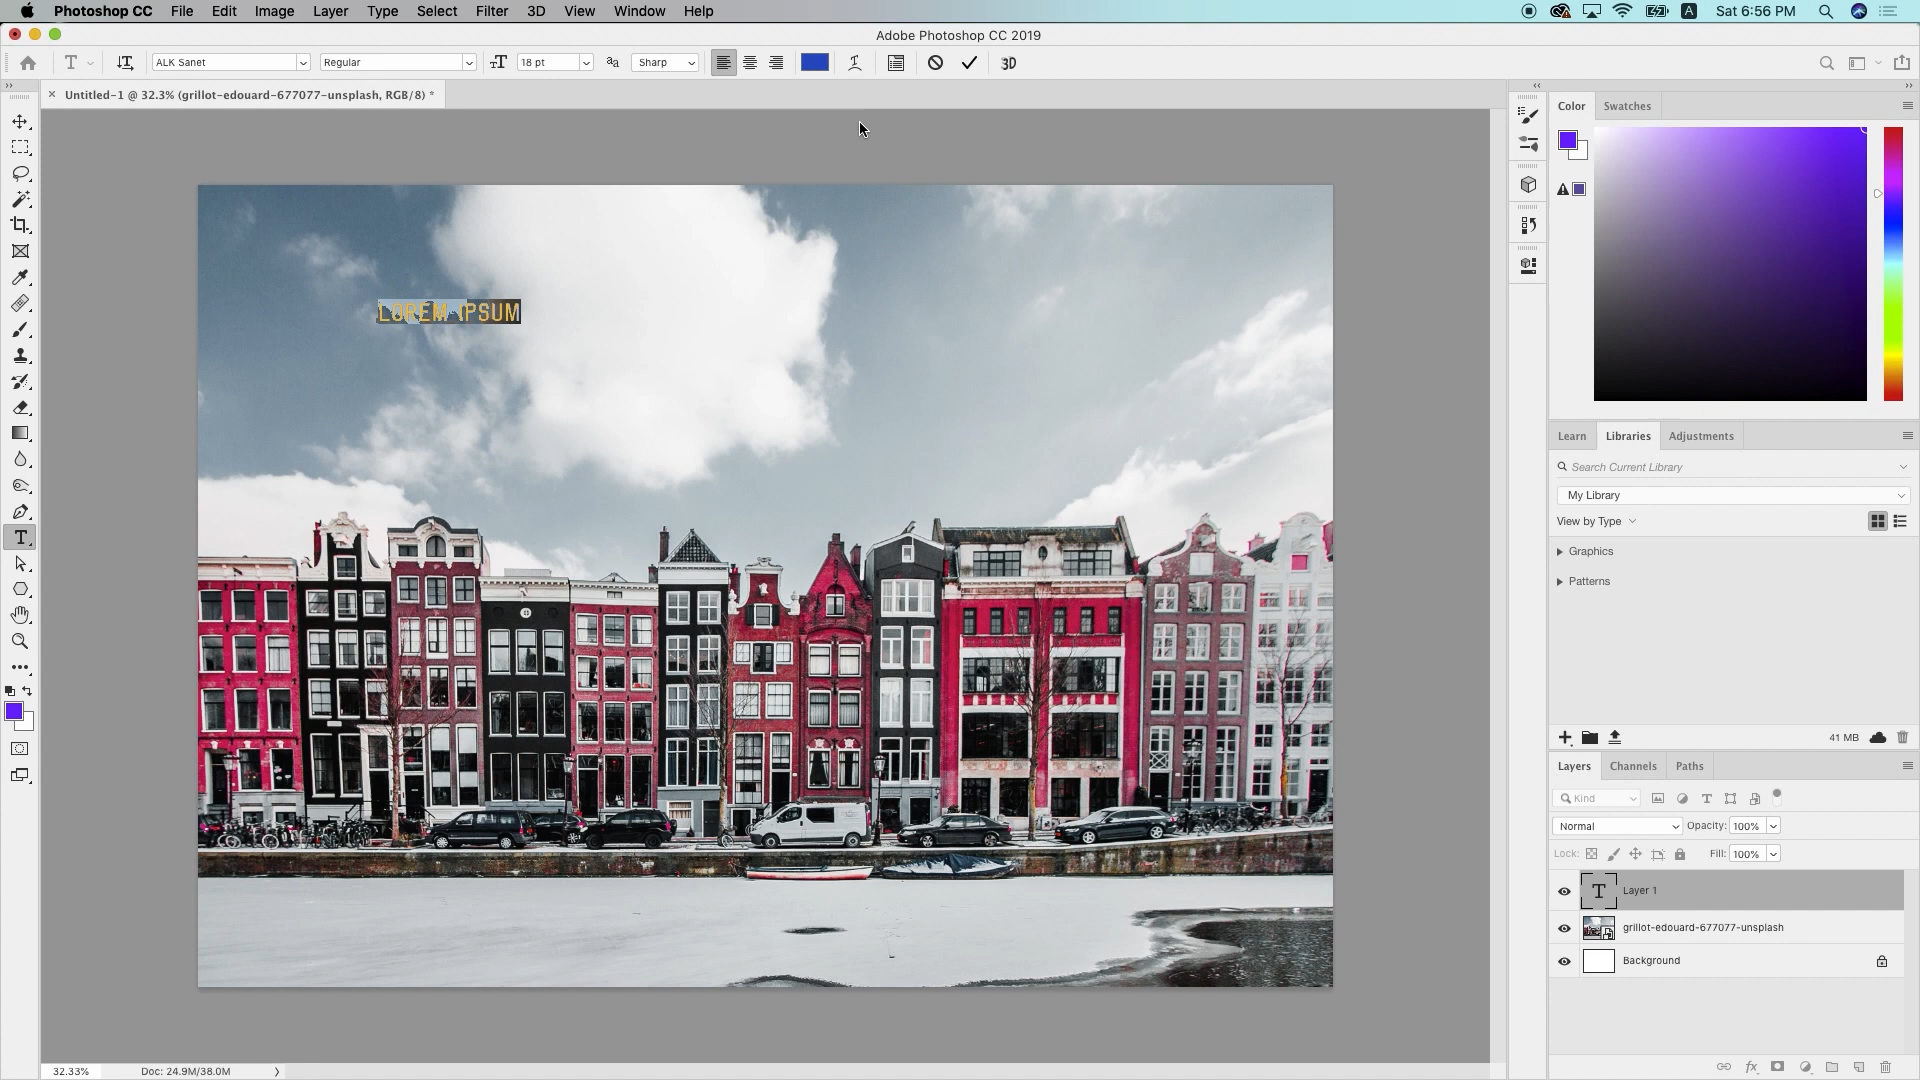 Photoshop CC File Edit Image Layer Type Select Filter 3D View Window Help A Sat 6:56 PM
Adobe Photoshop CC 2019
T ALK Sanet Regular 18 pt aa Sharp 3D
Untitled-1 @ 32.3% (grillot-edouard-677077-unsplash, RGB/8) *
Color Swatches
LOREM IPSUM
Learn Libraries Adjustments
Search Current Library
My Library
View by Type
Graphics
Patterns
41 MB
Layers Channels Paths
Kind
Normal Opacity: 100%
Lock: Fill: 100%
T Layer 1
grillot-edouard-677077-unsplash
Background
fx
32.33% Doc: 24.9M/38.0M